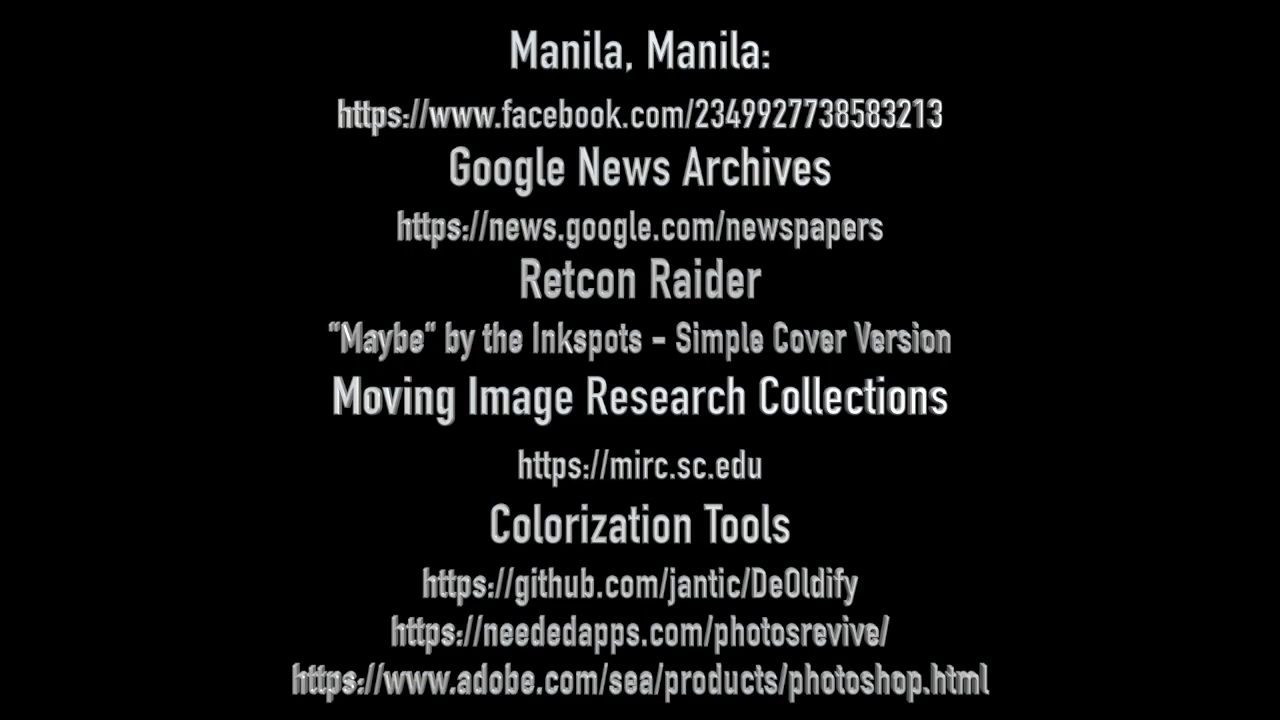 Manila, Manila:
https://www.facebook.com/2349927738583213
Google News Archives
https://news.google.com/newspapers
Retcon Raider
"Maybe" by the Inkspots - Simple Cover Version
Moving Image Research Collections
https://mirc.sc.edu
Colorization Tools
https://github.com/jantic/DeOldify
https://neededapps.com/photosrevive/
https://www.adobe.com/sea/products/photoshop.html